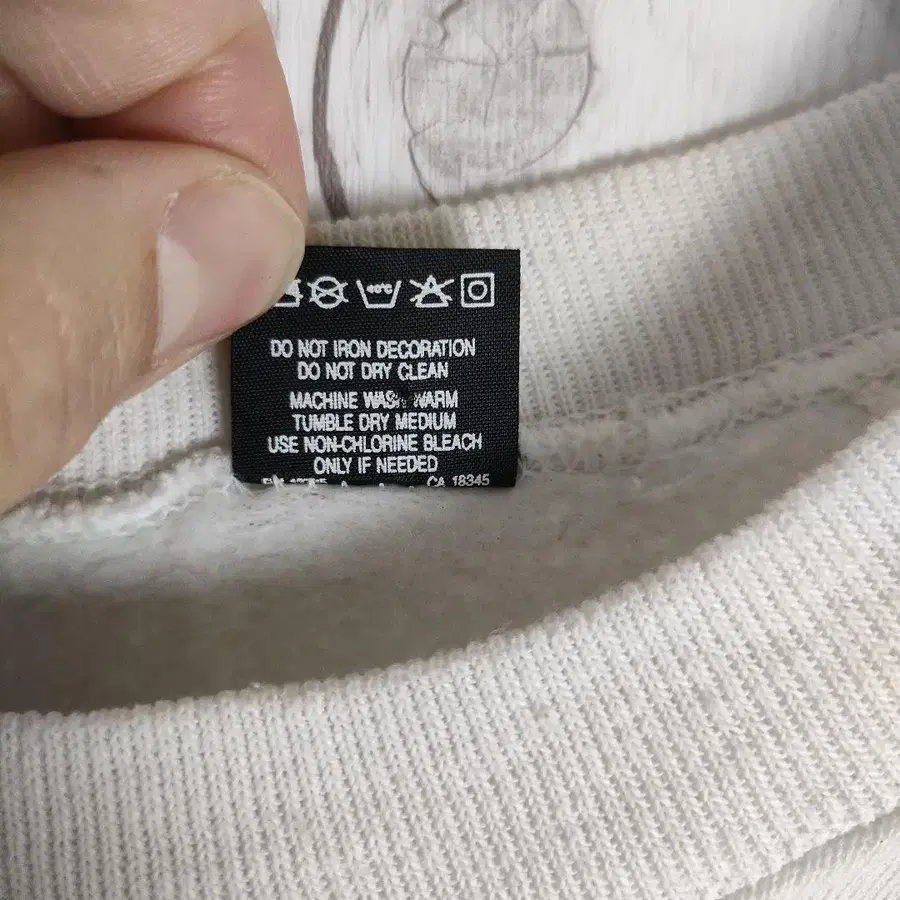 40°C
DO NOT IRON DECORATION
DO NOT DRY CLEAN
MACHINE WASH WARM
TUMBLE DRY MEDIUM
USE NON-CHLORINE BLEACH
ONLY IF NEEDED
CA 18345